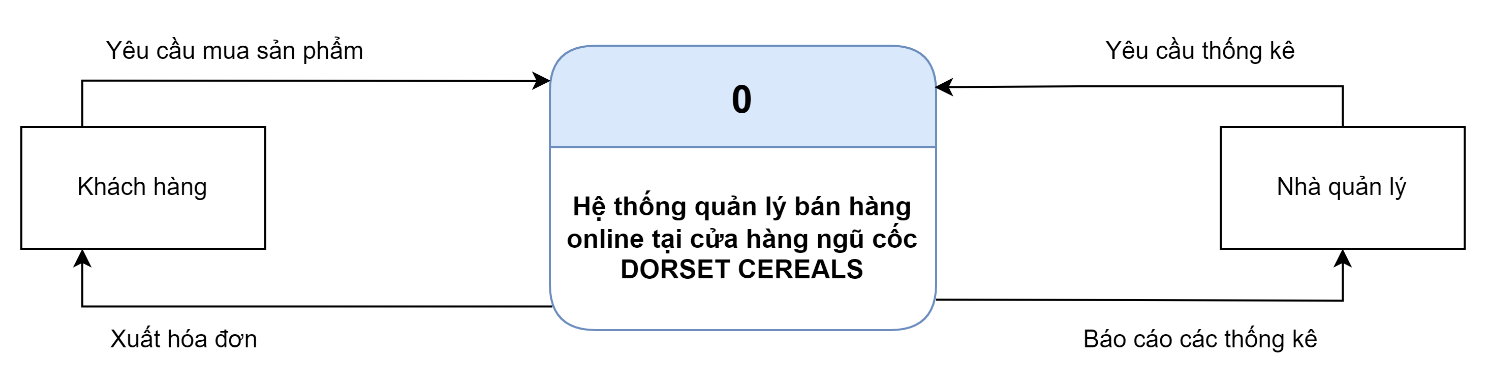 Yêu cầu mua sản phẩm
Yêu cầu thống kê
0
Khách hàng
Nhà quản lý
Hệ thống quản lý bán hàng
online tại cửa hàng ngũ cốc
DORSET CEREALS
Xuất hóa đơn
Báo cáo các thống kê